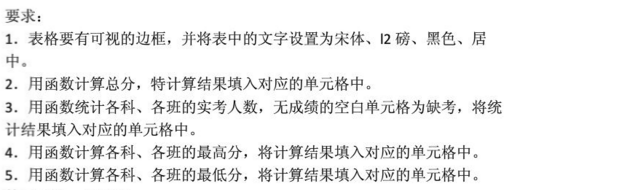 要求：
1．表格要有可视的边框，并将表中的文字设置为宋体、l2 磅、黑色、居
中。
2．用函数计算总分，特计算结果填入对应的单元格中。
3．用函数统计各科、各班的实考人数，无成绩的空白单元格为缺考，将统
计结果填入对应的单元格中。
4．用函数计算各科、各班的最高分，将计算结果填入对应的单元格中。
5．用函数计算各科、各班的最低分，将计算结果填入对应的单元格中。